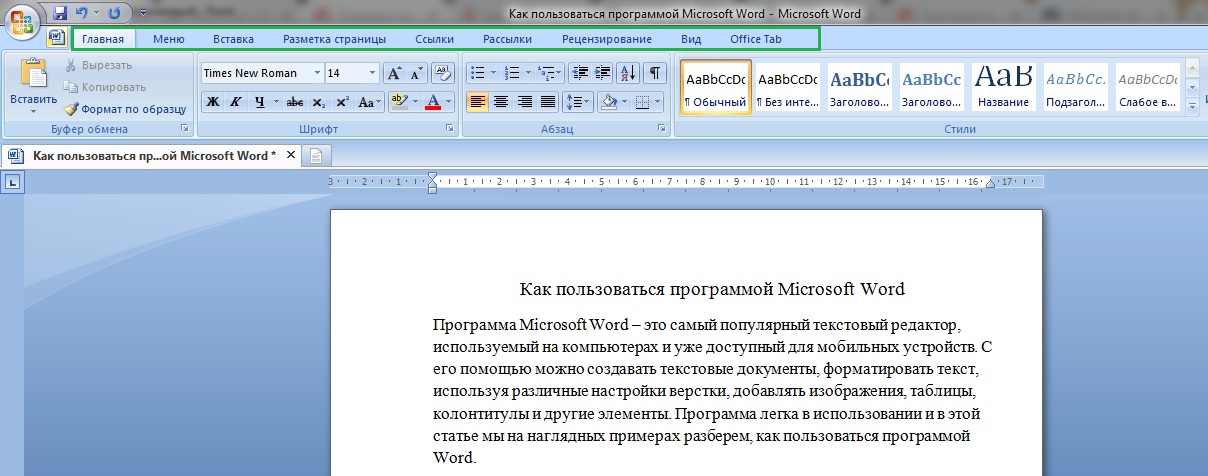 Как пользоваться программой Microsoft Word - Microsoft Word
Главная Меню Вставка Разметка страницы Ссылки Рассылки Рецензирование Вид Office Tab
Вставить
Вырезать
Копировать
Формат по образцу
Буфер обмена
Times New Roman 14
Ж К Ч abc x₂ x² Aa
Шрифт
Абзац
AaBbCcDc AaBbCcDc AaBbCc AaBbCc AaB AaBbCc. AaBbCcDc
¶ Обычный ¶ Без инте... Заголово... Заголово... Название Подзагол... Слабое в...
Стили
Как пользоваться пр...ой Microsoft Word *
3 2 1 1 2 3 4 5 6 7 8 9 10 11 12 13 14 15 16 17
Как пользоваться программой Microsoft Word
Программа Microsoft Word – это самый популярный текстовый редактор,
используемый на компьютерах и уже доступный для мобильных устройств. С
его помощью можно создавать текстовые документы, форматировать текст,
используя различные настройки верстки, добавлять изображения, таблицы,
колонтитулы и другие элементы. Программа легка в использовании и в этой
статье мы на наглядных примерах разберем, как пользоваться программой
Word.